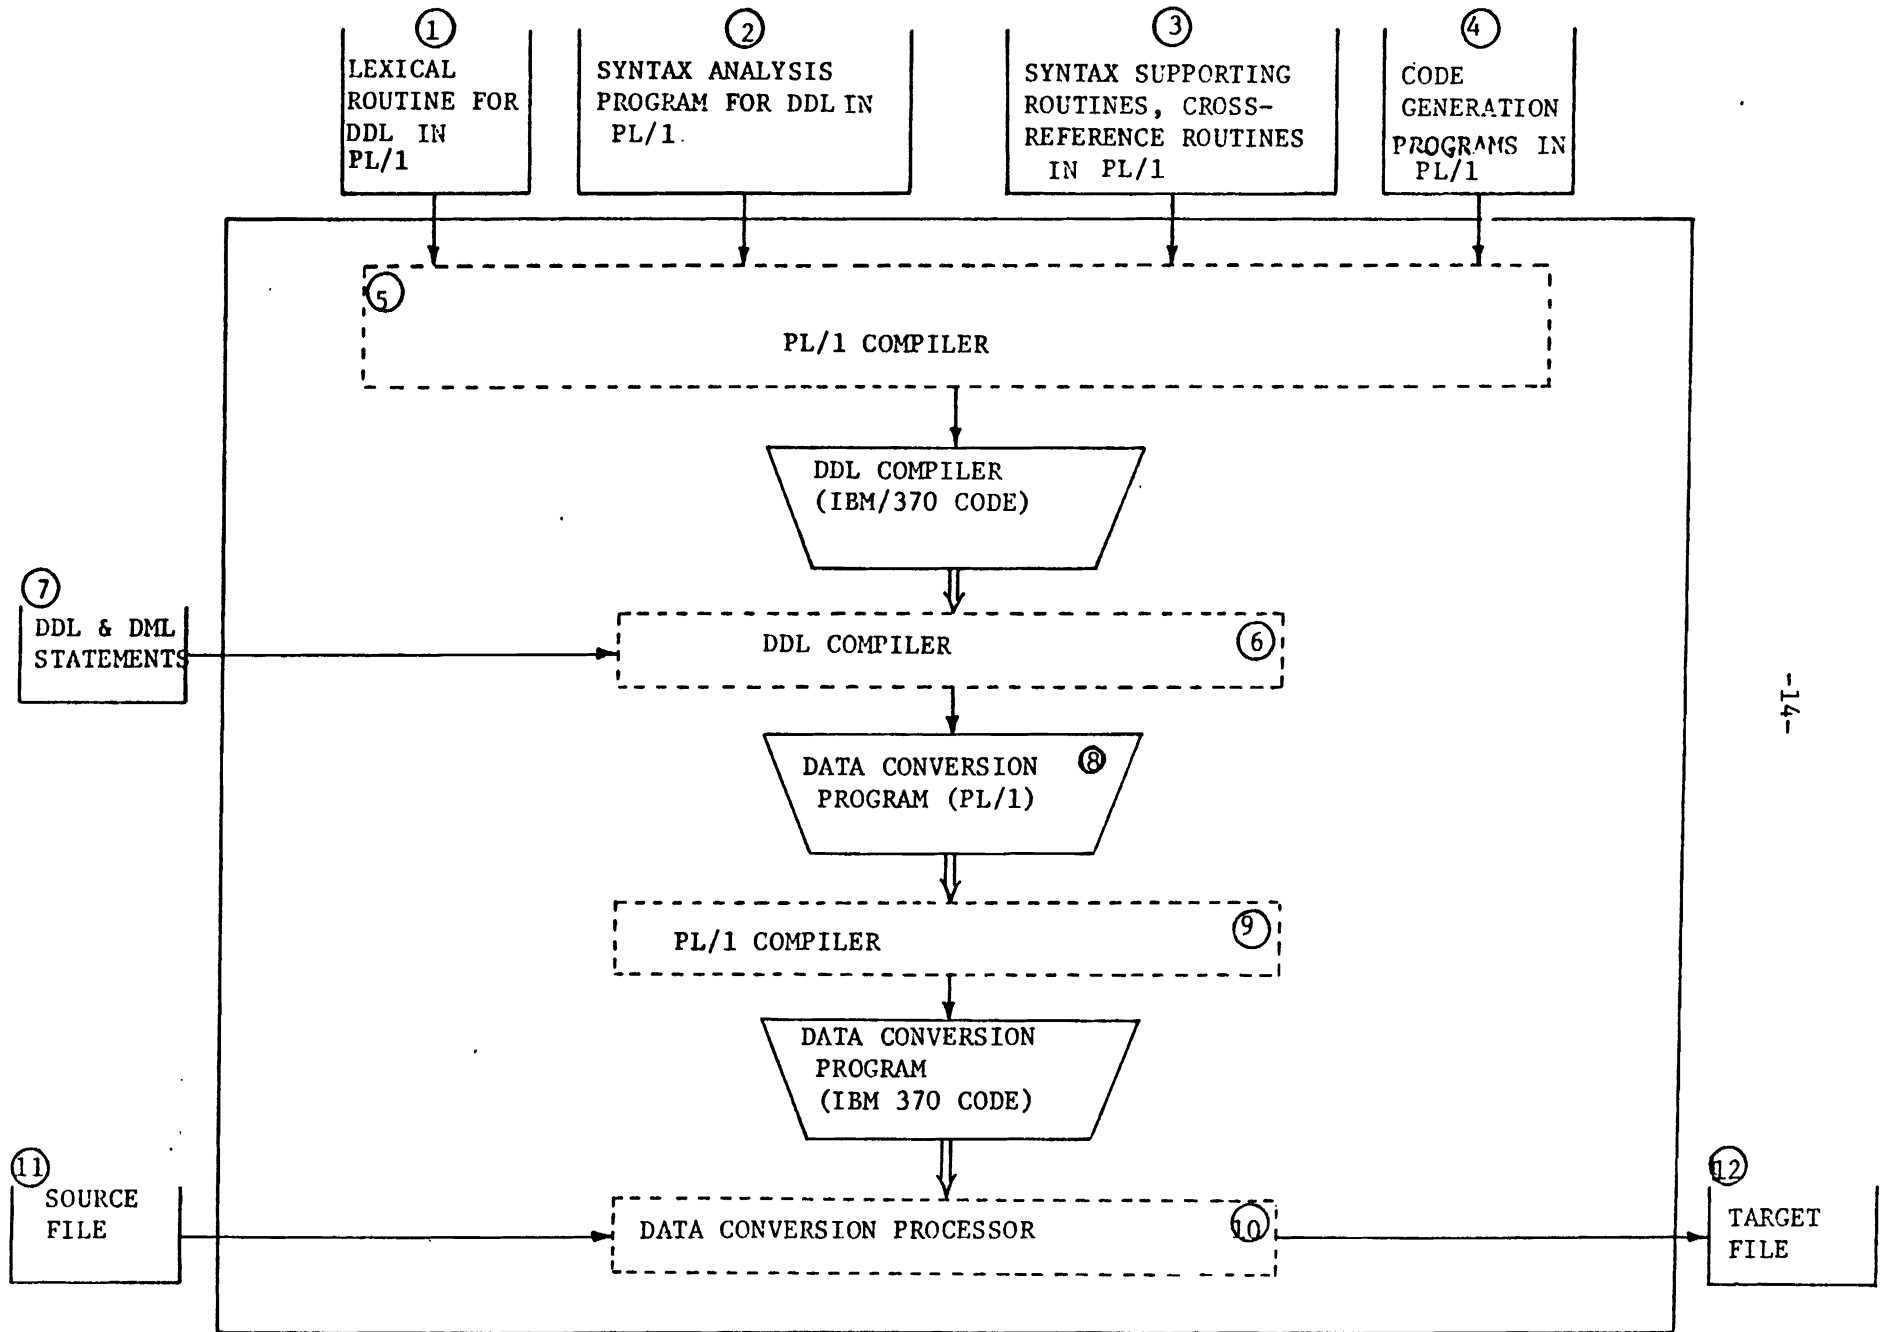 1
LEXICAL
ROUTINE FOR
DDL IN
PL/1
2
SYNTAX ANALYSIS
PROGRAM FOR DDL IN
PL/1.
3
SYNTAX SUPPORTING
ROUTINES, CROSS-
REFERENCE ROUTINES
IN PL/1
4
CODE
GENERATION
PROGRAMS IN
PL/1
5
PL/1 COMPILER
DDL COMPILER
(IBM/370 CODE)
7
DDL & DML
STATEMENTS
DDL COMPILER
6
-14-
DATA CONVERSION
PROGRAM (PL/1)
8
PL/1 COMPILER
9
DATA CONVERSION
PROGRAM
(IBM 370 CODE)
11
SOURCE
FILE
DATA CONVERSION PROCESSOR
10
12
TARGET
FILE